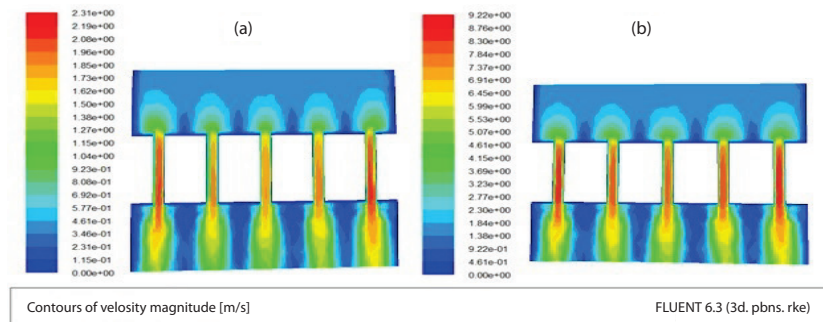 (a)
2.31e+00
2.19e+00
2.08e+00
1.96e+00
1.85e+00
1.73e+00
1.62e+00
1.50e+00
1.38e+00
1.27e+00
1.15e+00
1.04e+00
9.23e-01
8.08e-01
6.92e-01
5.77e-01
4.61e-01
3.46e-01
2.31e-01
1.15e-01
0.00e+00
(b)
9.22e+00
8.76e+00
8.30e+00
7.84e+00
7.37e+00
6.91e+00
6.45e+00
5.99e+00
5.53e+00
5.07e+00
4.61e+00
4.15e+00
3.69e+00
3.23e+00
2.77e+00
2.30e+00
1.84e+00
1.38e+00
9.22e-01
4.61e-01
0.00e+00
Contours of velosity magnitude [m/s]
FLUENT 6.3 (3d. pbns. rke)